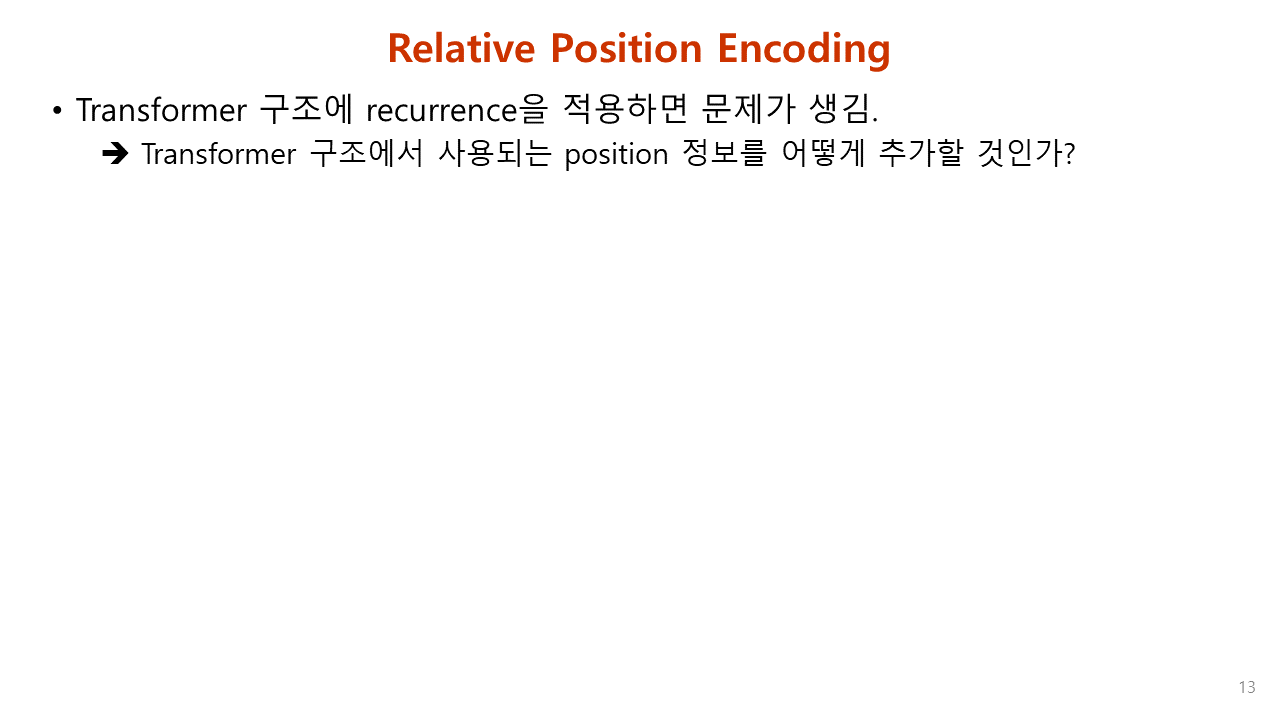 Relative Position Encoding
• Transformer 구조에 recurrence을 적용하면 문제가 생김.
➔ Transformer 구조에서 사용되는 position 정보를 어떻게 추가할 것인가?
13